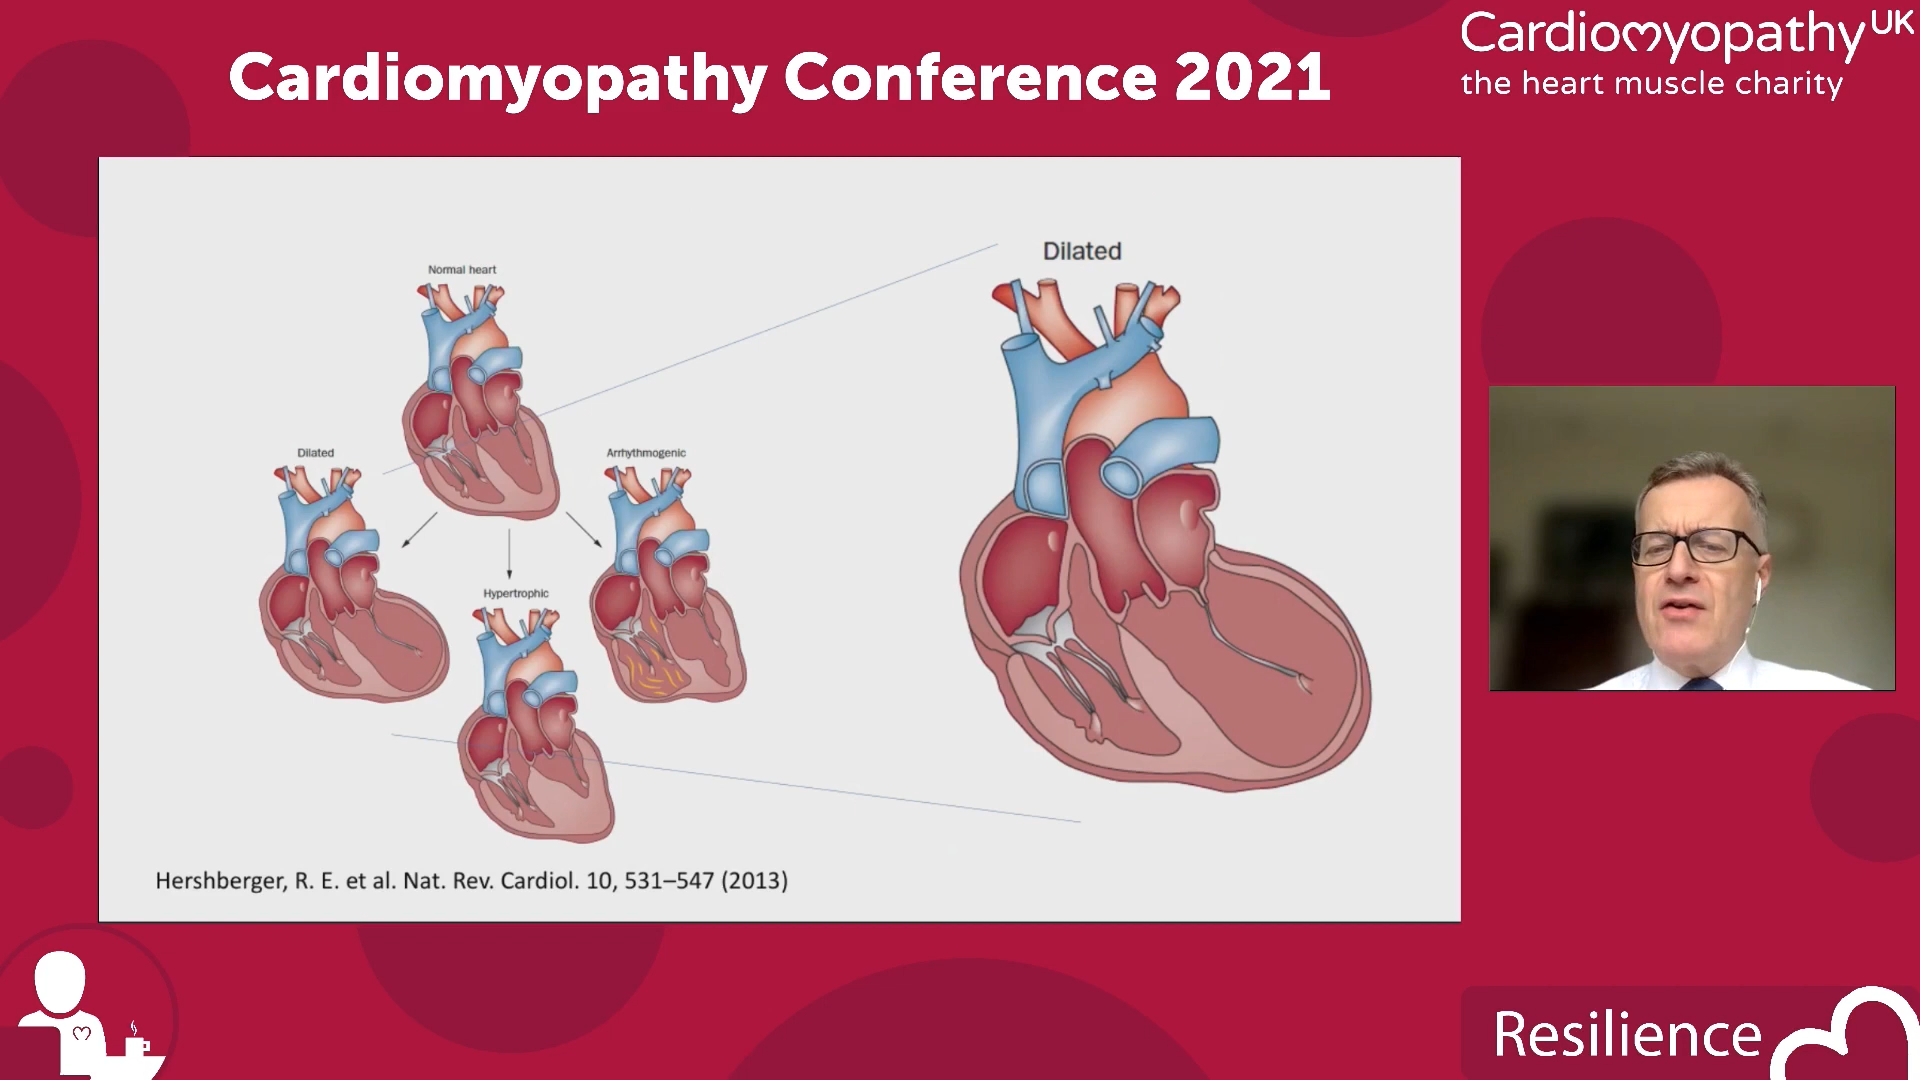 Cardiomyopathy Conference 2021
Cardiomyopathy UK
the heart muscle charity
Normal heart
Dilated
Arrhythmogenic
Hypertrophic
Dilated
Hershberger, R. E. et al. Nat. Rev. Cardiol. 10, 531–547 (2013)
Resilience